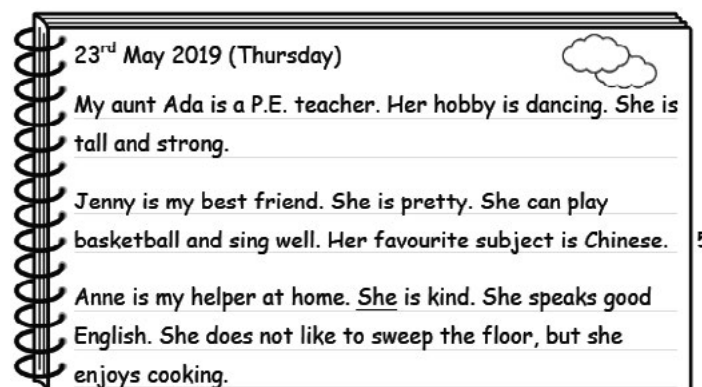 23rd May 2019 (Thursday)
My aunt Ada is a P.E. teacher. Her hobby is dancing. She is
tall and strong.
Jenny is my best friend. She is pretty. She can play
basketball and sing well. Her favourite subject is Chinese.
Anne is my helper at home. She is kind. She speaks good
English. She does not like to sweep the floor, but she
enjoys cooking.